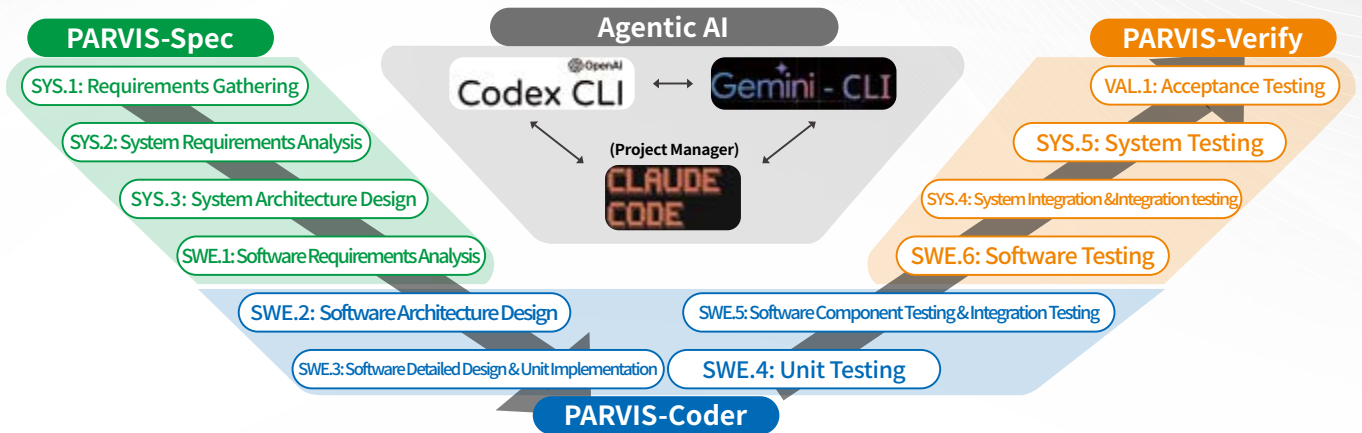 PARVIS-Spec
SYS.1: Requirements Gathering
SYS.2: System Requirements Analysis
SYS.3: System Architecture Design
SWE.1: Software Requirements Analysis
Agentic AI
OpenAI
Codex CLI
Gemini - CLI
(Project Manager)
CLAUDE
CODE
PARVIS-Verify
VAL.1: Acceptance Testing
SYS.5: System Testing
SYS.4: System Integration &Integration testing
SWE.6: Software Testing
SWE.2: Software Architecture Design
SWE.5: Software Component Testing & Integration Testing
SWE.3: Software Detailed Design & Unit Implementation
SWE.4: Unit Testing
PARVIS-Coder